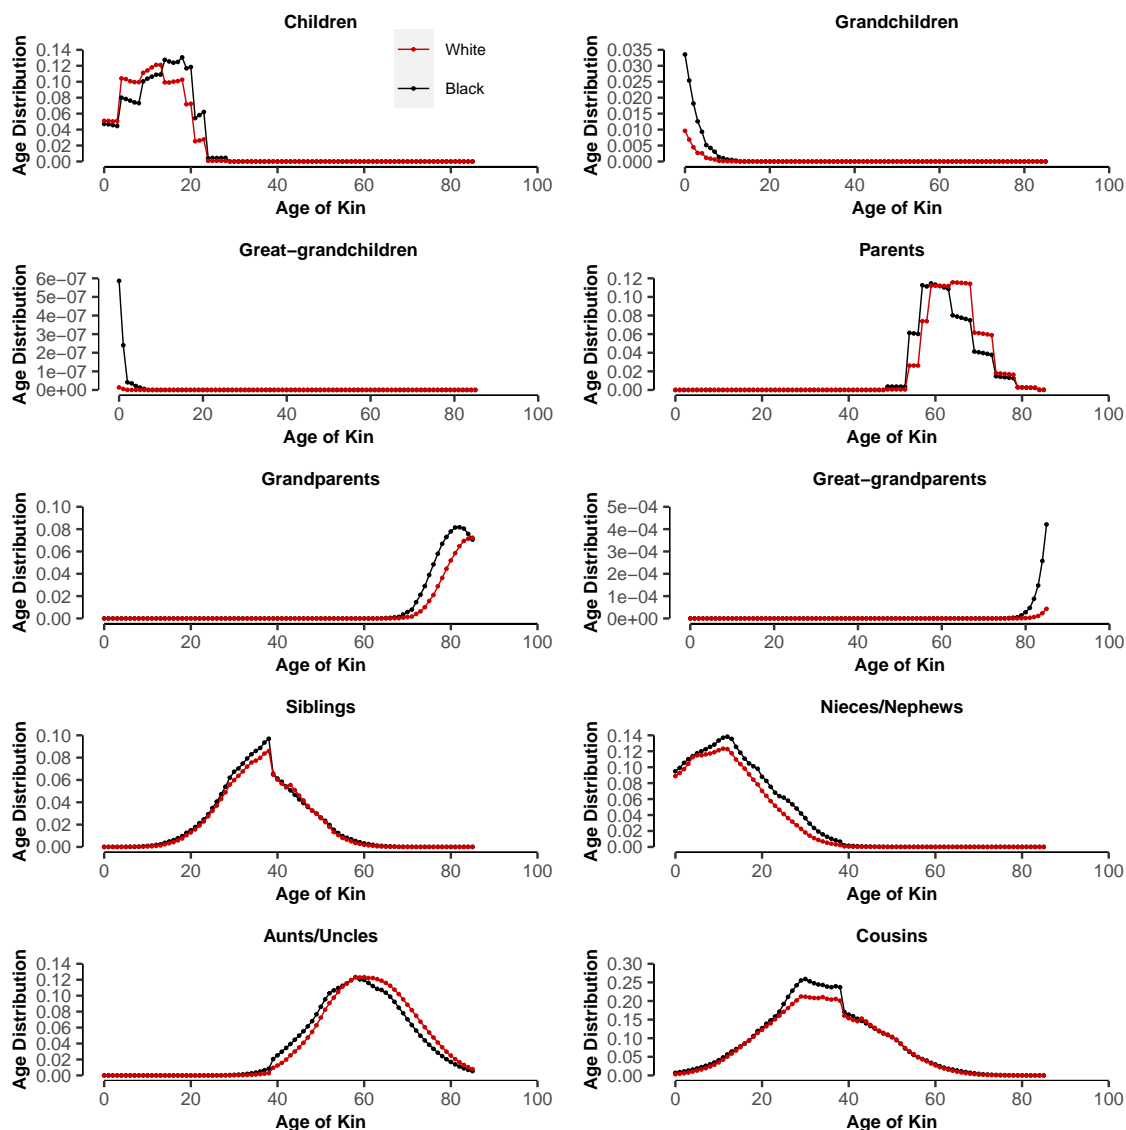 Children
White
Black
Age Distribution
0.14
0.12
0.10
0.08
0.06
0.04
0.02
0.00
0 20 40 60 80 100
Age of Kin
Grandchildren
Age Distribution
0.035
0.030
0.025
0.020
0.015
0.010
0.005
0.000
0 20 40 60 80 100
Age of Kin
Great−grandchildren
Age Distribution
6e−07
5e−07
4e−07
3e−07
2e−07
1e−07
0e+00
0 20 40 60 80 100
Age of Kin
Parents
Age Distribution
0.12
0.10
0.08
0.06
0.04
0.02
0.00
0 20 40 60 80 100
Age of Kin
Grandparents
Age Distribution
0.10
0.08
0.06
0.04
0.02
0.00
0 20 40 60 80 100
Age of Kin
Great−grandparents
Age Distribution
5e−04
4e−04
3e−04
2e−04
1e−04
0e+00
0 20 40 60 80 100
Age of Kin
Siblings
Age Distribution
0.10
0.08
0.06
0.04
0.02
0.00
0 20 40 60 80 100
Age of Kin
Nieces/Nephews
Age Distribution
0.14
0.12
0.10
0.08
0.06
0.04
0.02
0.00
0 20 40 60 80 100
Age of Kin
Aunts/Uncles
Age Distribution
0.14
0.12
0.10
0.08
0.06
0.04
0.02
0.00
0 20 40 60 80 100
Age of Kin
Cousins
Age Distribution
0.30
0.25
0.20
0.15
0.10
0.05
0.00
0 20 40 60 80 100
Age of Kin